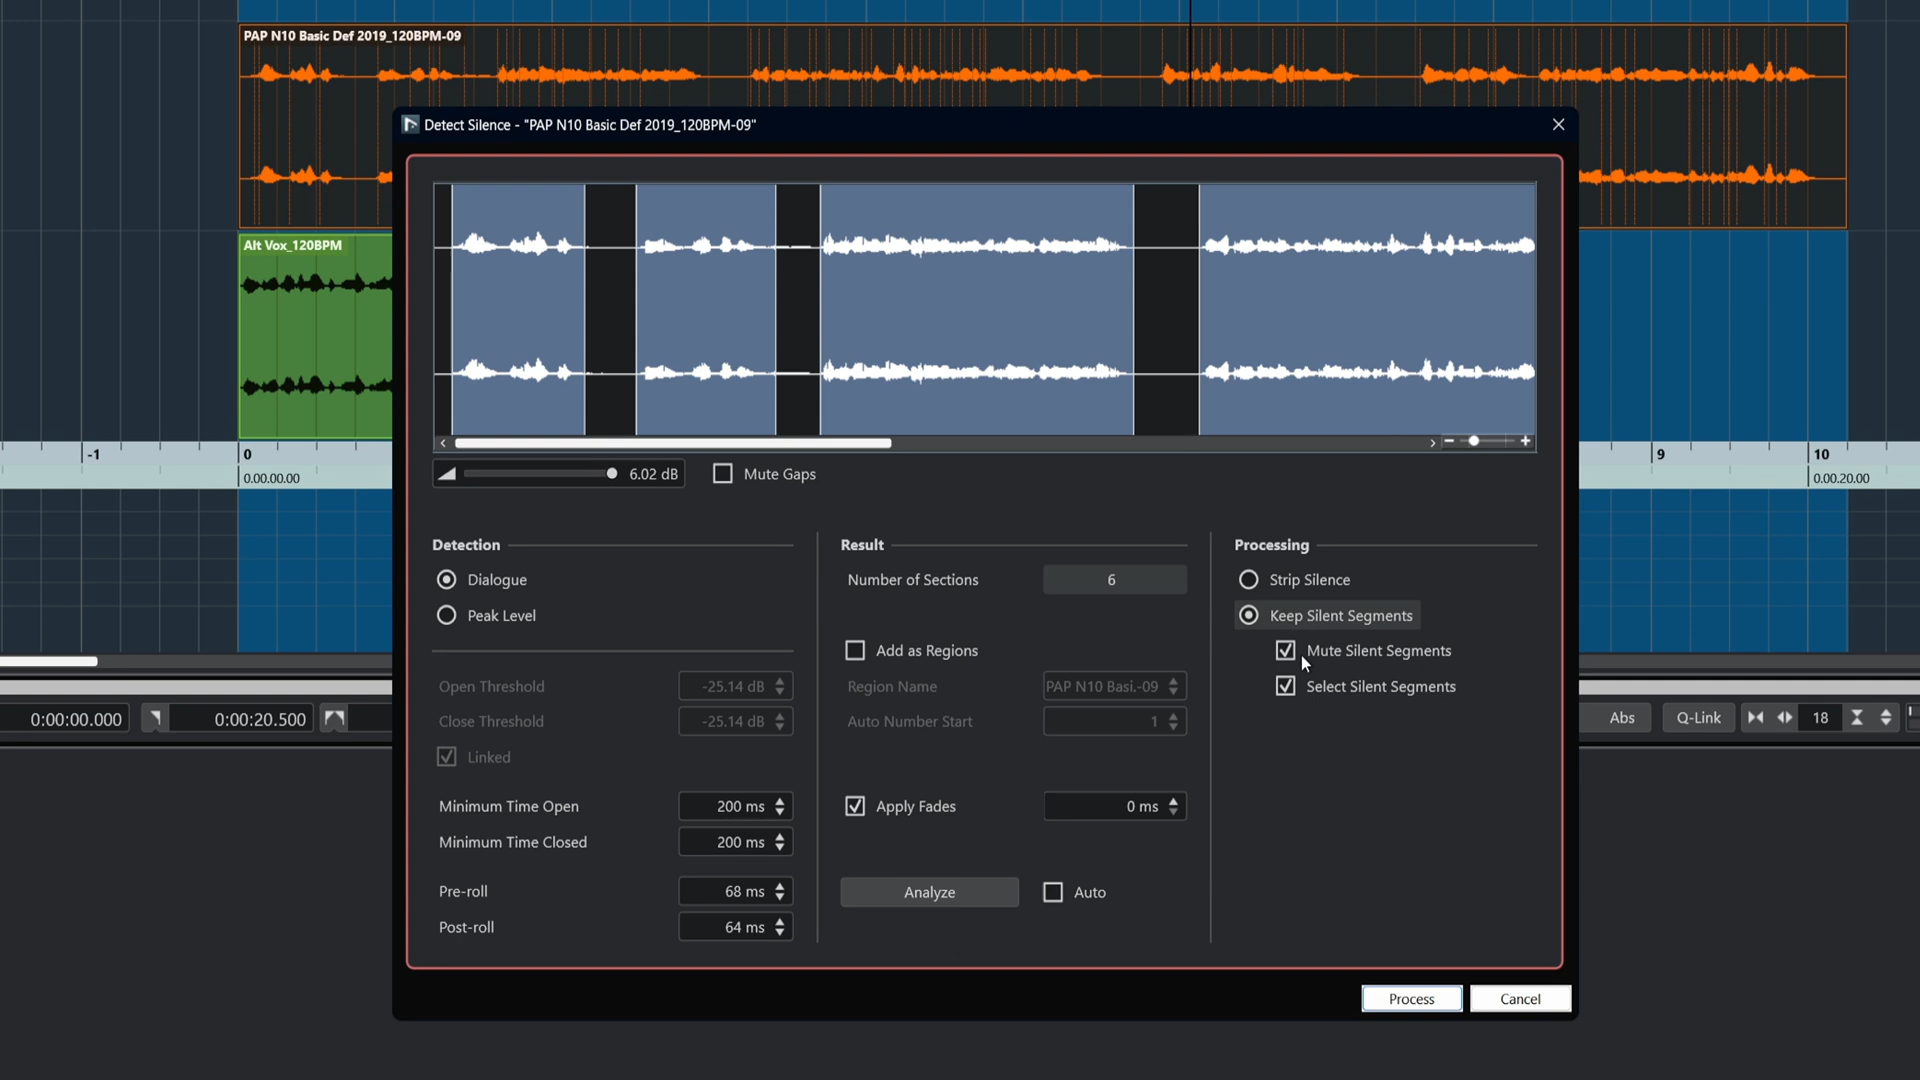 PAP N10 Basic Def 2019_120BPM-09
Detect Silence - "PAP N10 Basic Def 2019_120BPM-09"
Alt Vox_120BPM
-1
0
9
10
0.00.00.00
0.00.20.00
6.02 dB
Mute Gaps
Detection
Dialogue
Peak Level
Open Threshold
-25.14 dB
Close Threshold
-25.14 dB
Linked
Minimum Time Open
200 ms
Minimum Time Closed
200 ms
Pre-roll
68 ms
Post-roll
64 ms
Result
Number of Sections
6
Add as Regions
Region Name
PAP N10 Basi.-09
Auto Number Start
1
Apply Fades
0 ms
Analyze
Auto
Processing
Strip Silence
Keep Silent Segments
Mute Silent Segments
Select Silent Segments
0:00:00.000
0:00:20.500
Abs
Q-Link
18
Process
Cancel